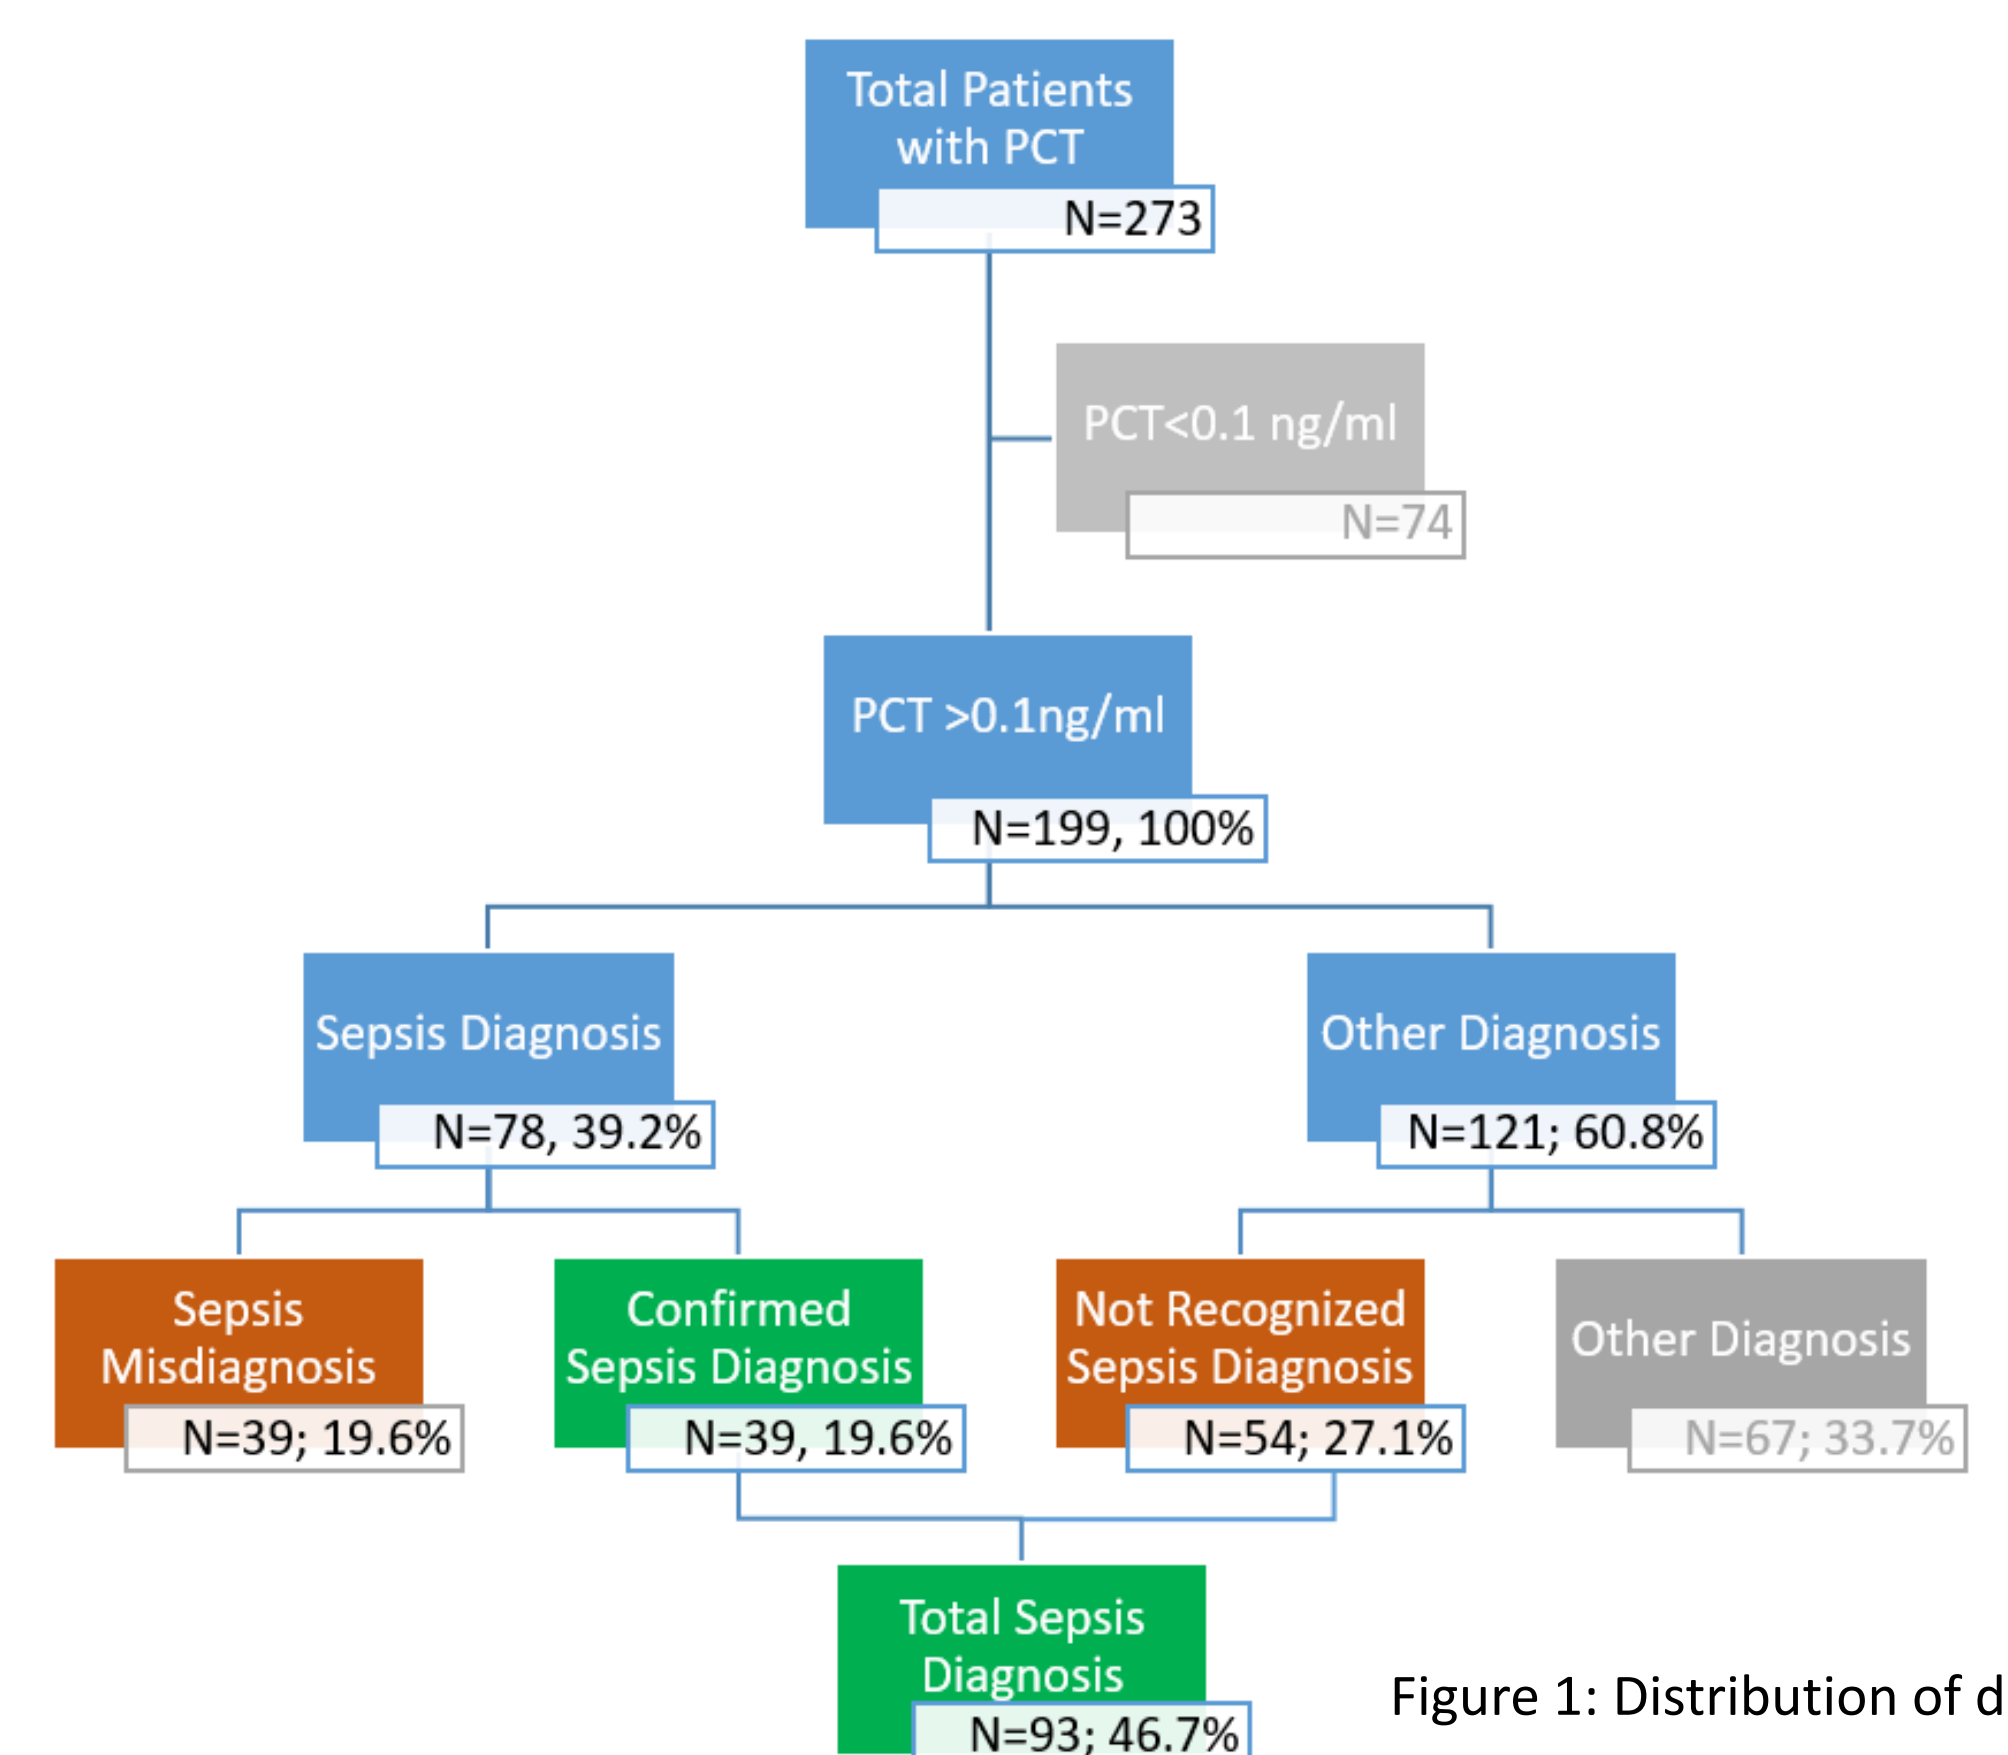 Total Patients
with PCT
N=273
PCT<0.1 ng/ml
N=74
PCT >0.1ng/ml
N=199, 100%
Sepsis Diagnosis
N=78, 39.2%
Other Diagnosis
N=121; 60.8%
Sepsis
Misdiagnosis
N=39; 19.6%
Confirmed
Sepsis Diagnosis
N=39, 19.6%
Not Recognized
Sepsis Diagnosis
N=54; 27.1%
Other Diagnosis
N=67; 33.7%
Total Sepsis
Diagnosis
N=93; 46.7%
Figure 1: Distribution of d